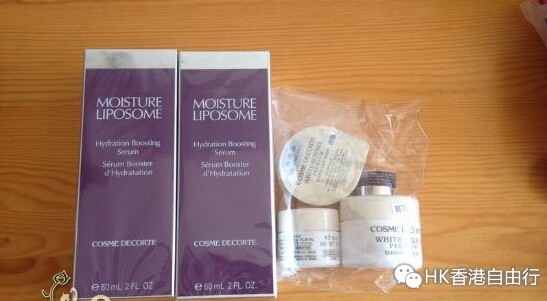 MOISTURE
LIPOSOME
Hydration Boosting
Serum
Sérum Booster
d'Hydratation
COSME DECORTE
60 mL 2 FL. OZ.
MOISTURE
LIPOSOME
Hydration Boosting
Serum
Sérum Booster
d'Hydratation
COSME DECORTE
60 mL 2 FL. OZ.
COSME DECORTE
COSME
WHITE
HK香港自由行